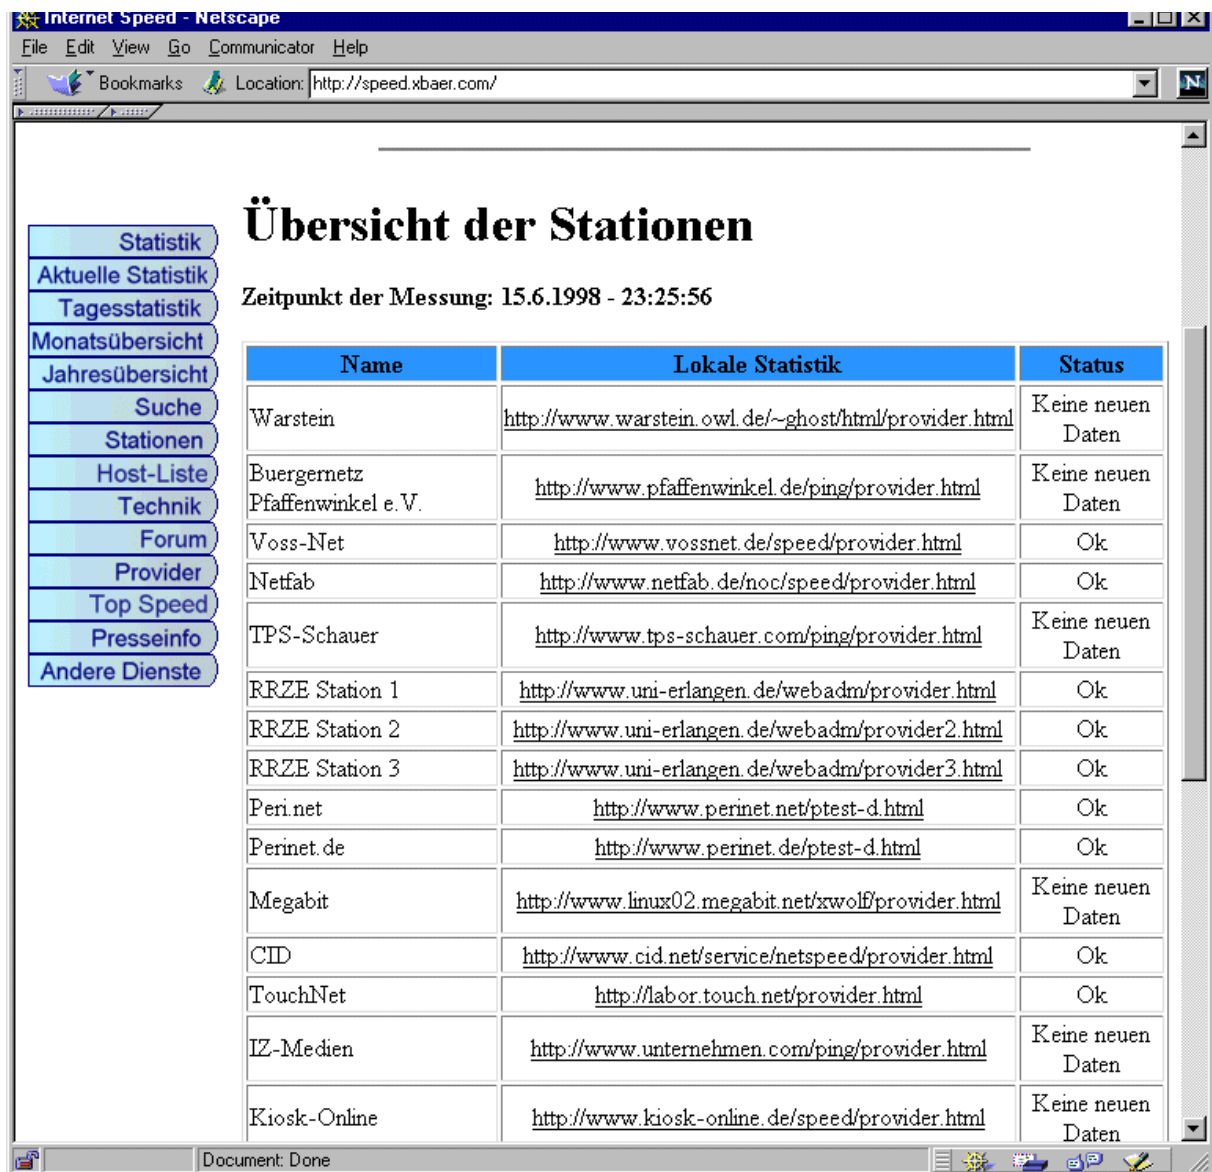 Internet Speed - Netscape
File Edit View Go Communicator Help
Bookmarks Location: http://speed.xbaer.com/
N
Übersicht der Stationen
Zeitpunkt der Messung: 15.6.1998 - 23:25:56
Statistik
Aktuelle Statistik
Tagesstatistik
Monatsübersicht
Jahresübersicht
Suche
Stationen
Host-Liste
Technik
Forum
Provider
Top Speed
Presseinfo
Andere Dienste
Name Lokale Statistik Status
Warstein http://www.warstein.owl.de/~ghost/html/provider.html Keine neuen
Daten
Buergernetz
Pfaffenwinkel e.V. http://www.pfaffenwinkel.de/ping/provider.html Keine neuen
Daten
Voss-Net http://www.vossnet.de/speed/provider.html Ok
Netfab http://www.netfab.de/noc/speed/provider.html Ok
TPS-Schauer http://www.tps-schauer.com/ping/provider.html Keine neuen
Daten
RRZE Station 1 http://www.uni-erlangen.de/webadm/provider.html Ok
RRZE Station 2 http://www.uni-erlangen.de/webadm/provider2.html Ok
RRZE Station 3 http://www.uni-erlangen.de/webadm/provider3.html Ok
Peri.net http://www.perinet.net/ptest-d.html Ok
Perinet.de http://www.perinet.de/ptest-d.html Ok
Megabit http://www.linux02.megabit.net/xwolf/provider.html Keine neuen
Daten
CID http://www.cid.net/service/netspeed/provider.html Ok
TouchNet http://labor.touch.net/provider.html Ok
IZ-Medien http://www.unternehmen.com/ping/provider.html Keine neuen
Daten
Kiosk-Online http://www.kiosk-online.de/speed/provider.html Keine neuen
Daten
Document: Done